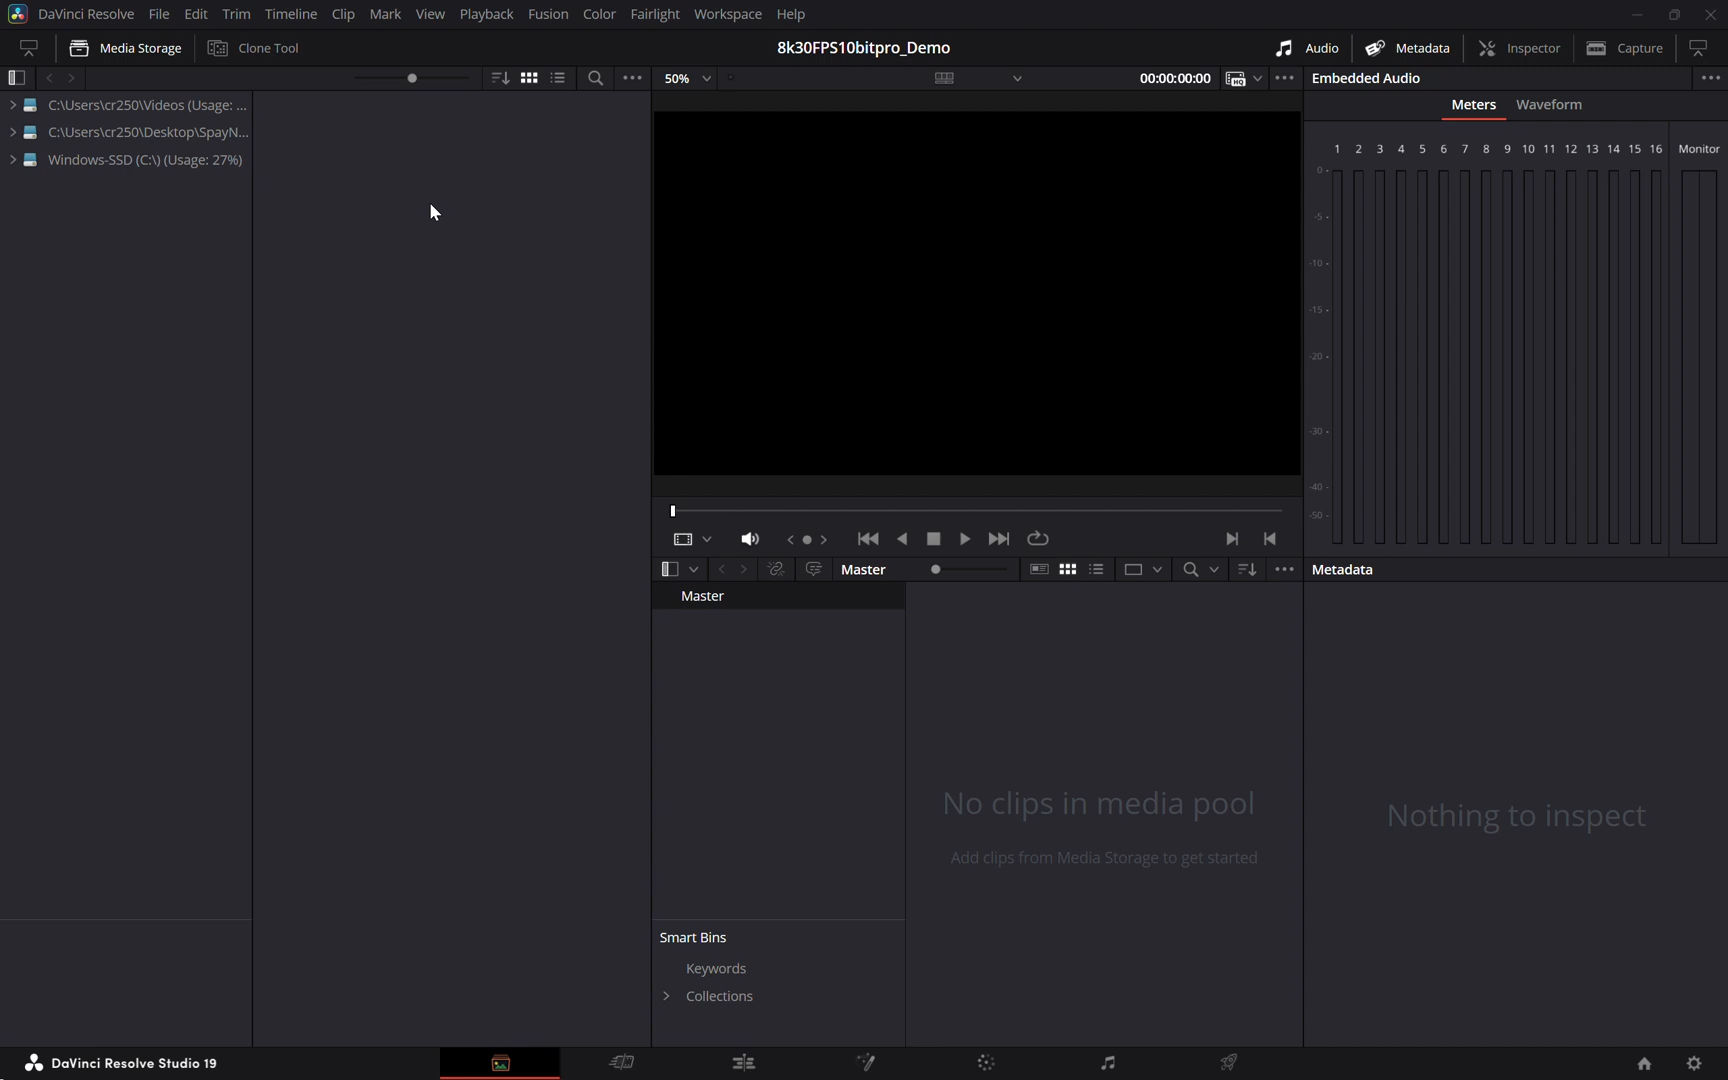 DaVinci Resolve File Edit Trim Timeline Clip Mark View Playback Fusion Color Fairlight Workspace Help
Media Storage Clone Tool 8k30FPS10bitpro_Demo Audio Metadata Inspector Capture
50% 00:00:00:00 Embedded Audio
C:\Users\cr250\Videos (Usage: ...
C:\Users\cr250\Desktop\SpayN...
Windows-SSD (C:\) (Usage: 27%)
Meters Waveform
1 2 3 4 5 6 7 8 9 10 11 12 13 14 15 16 Monitor
0 -
-5 -
-10 -
-15 -
-20 -
-30 -
-40 -
-50 -
Master Metadata
Master
No clips in media pool
Add clips from Media Storage to get started
Nothing to inspect
Smart Bins
Keywords
Collections
DaVinci Resolve Studio 19